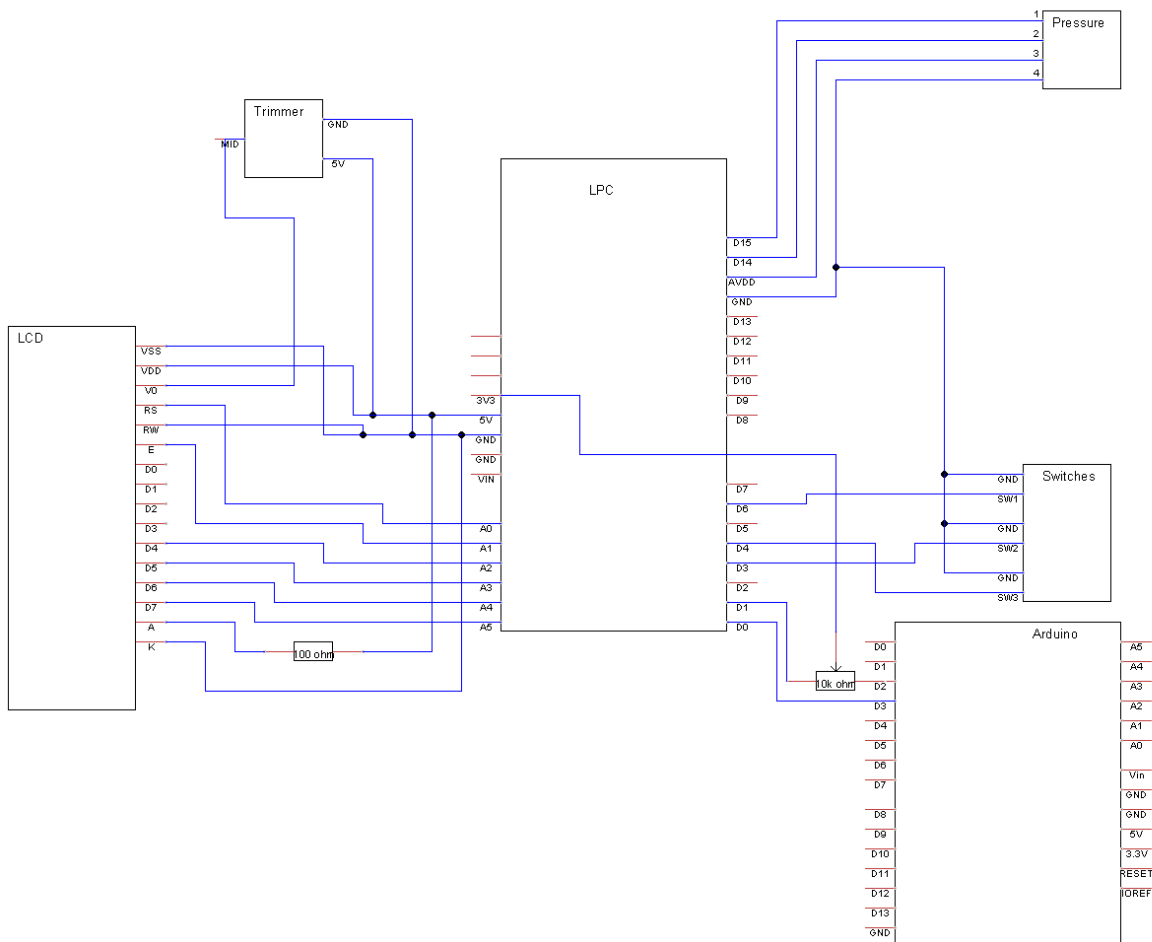 1
Pressure
2
3
4
Trimmer
GND
MID
5V
LPC
D15
D14
AVDD
GND
D13
D12
D11
D10
D9
D8
D7
D6
D5
D4
D3
D2
D1
D0
3V3
5V
GND
GND
VIN
A0
A1
A2
A3
A4
A5
LCD
VSS
VDD
V0
RS
RW
E
D0
D1
D2
D3
D4
D5
D6
D7
A
K
100 ohm
10k ohm
Switches
GND
SW1
GND
SW2
GND
SW3
Arduino
D0
D1
D2
D3
D4
D5
D6
D7
D8
D9
D10
D11
D12
D13
GND
A5
A4
A3
A2
A1
A0
Vin
GND
GND
5V
3.3V
RESET
IOREF